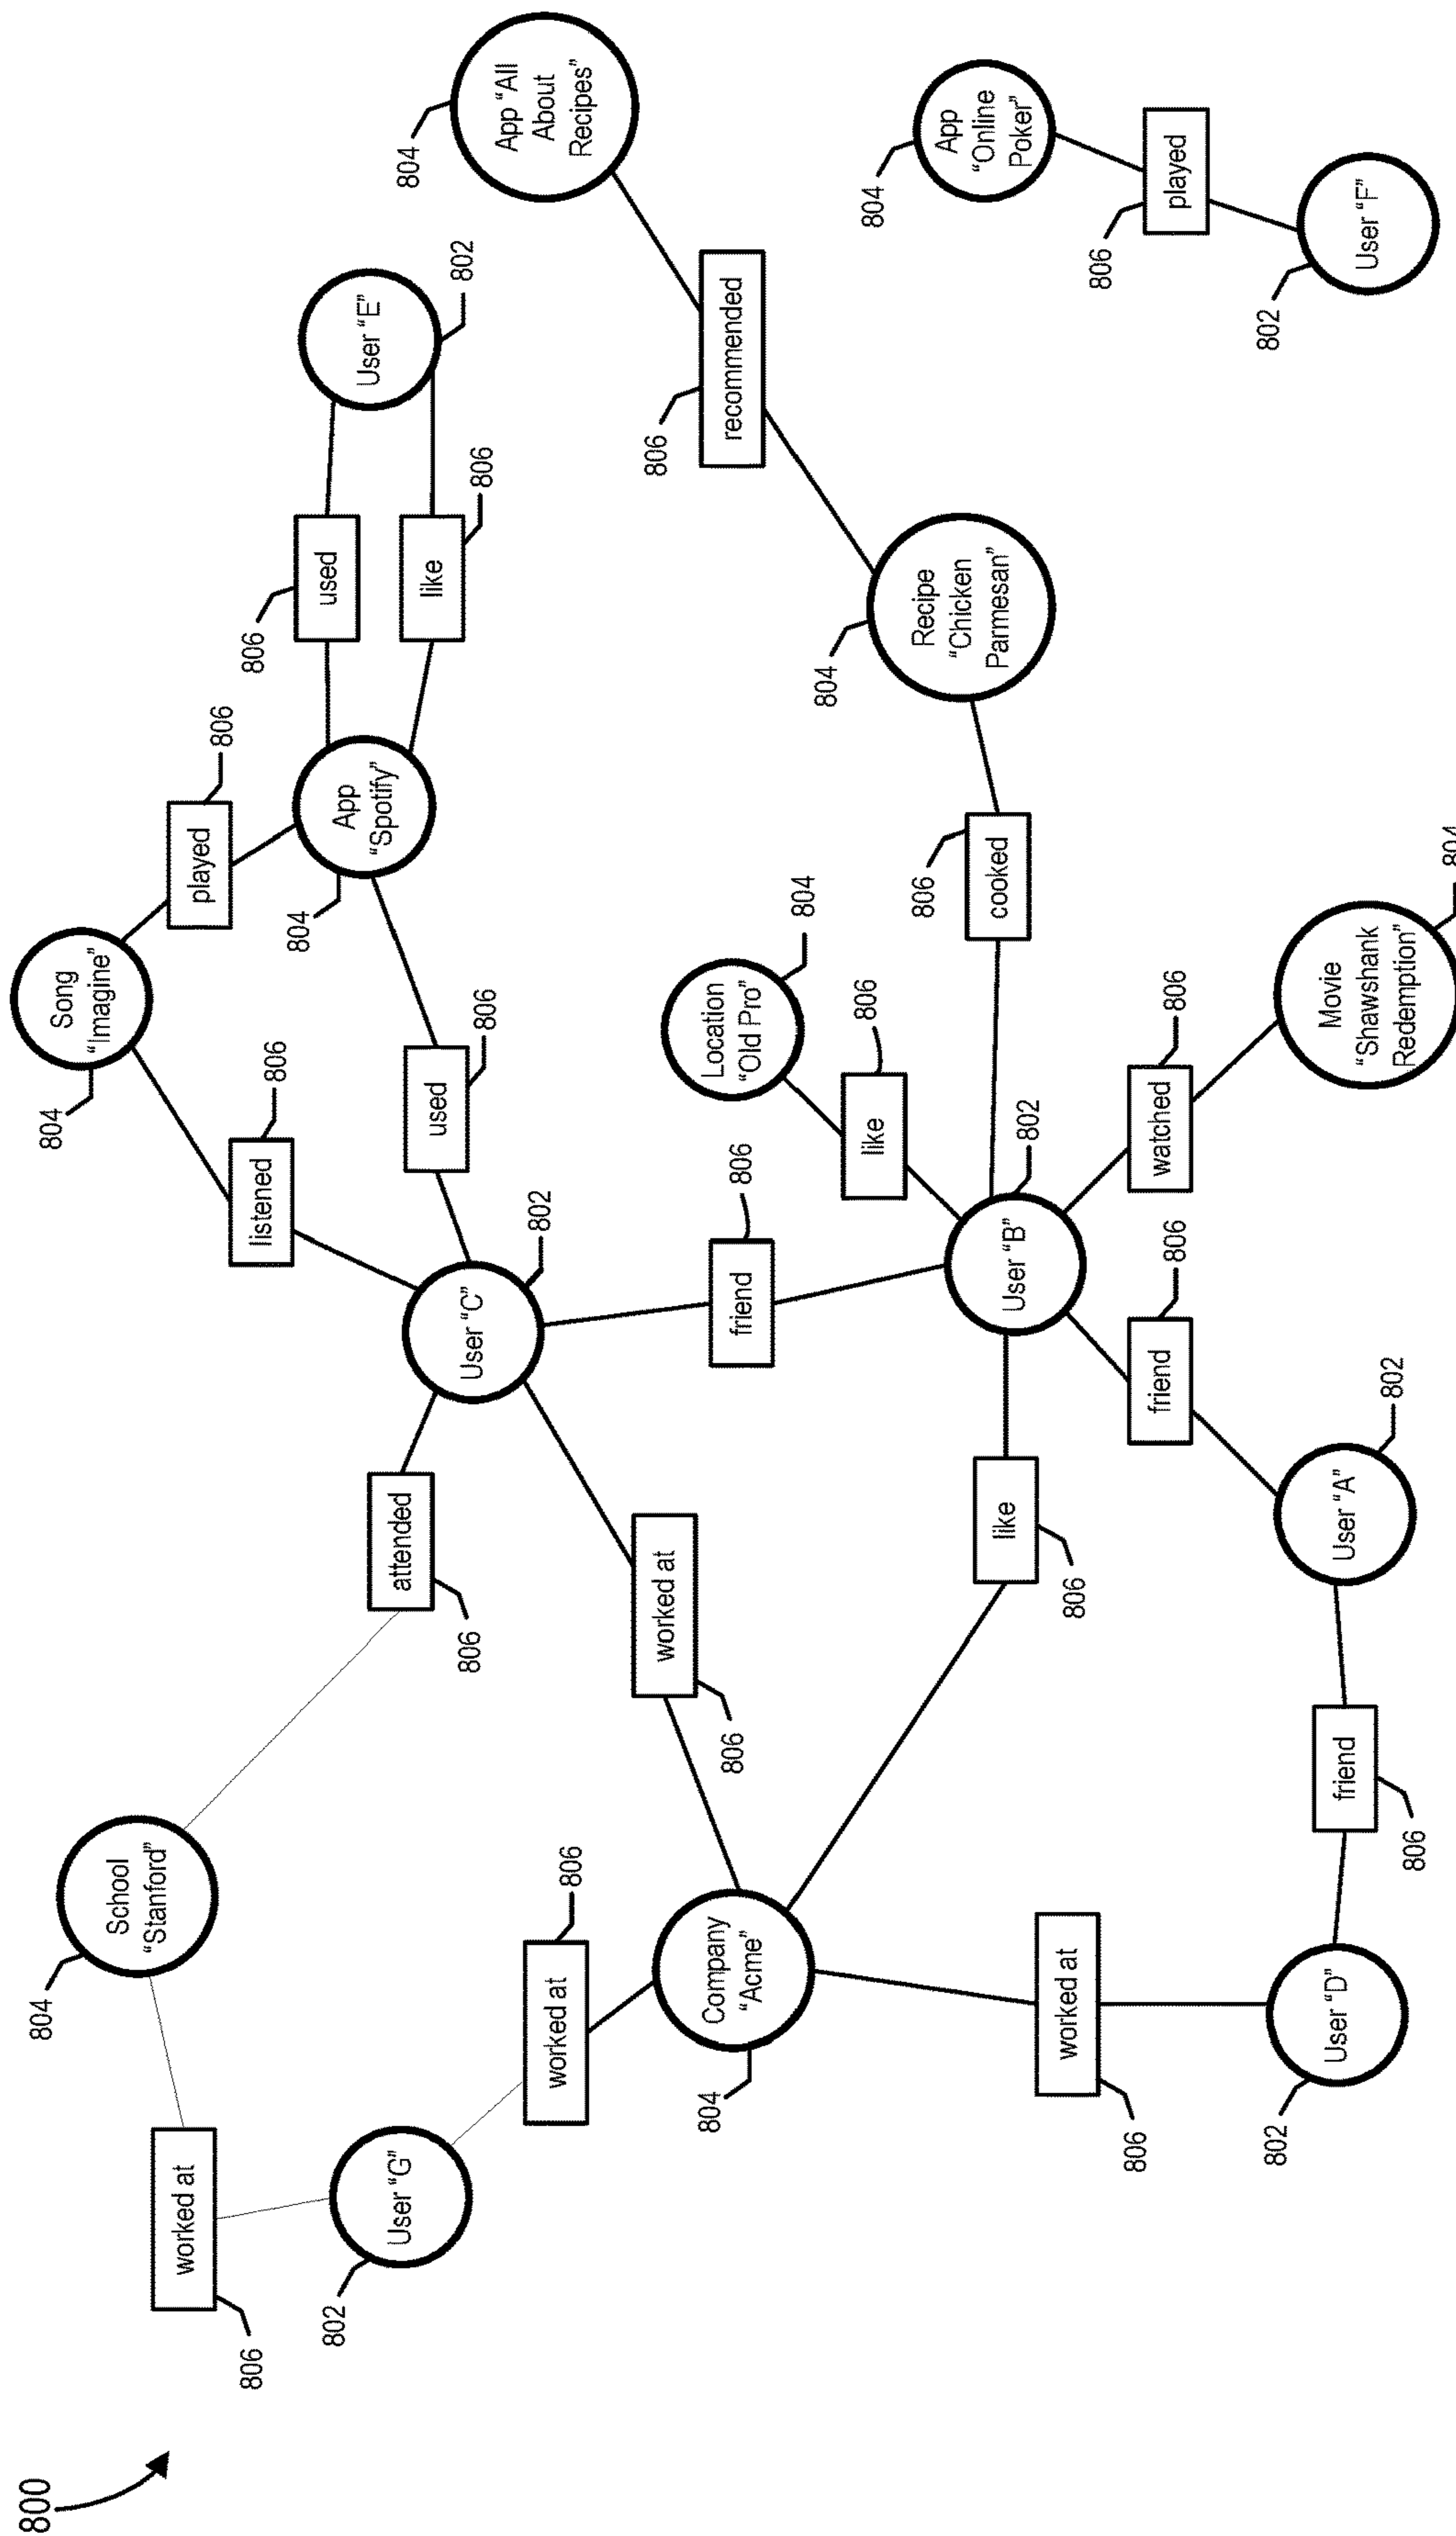 800
804
School
“Stanford”
804
Song
“Imagine”
worked at
806
listened
806
played
806
802
User “G”
attended
806
User “C”
802
used
806
804
App
“Spotify”
806
used
like
806
User “E”
802
804
App “All
About
Recipes”
worked at
806
worked at
806
friend
806
Location
“Old Pro”
804
806
recommended
804
Company
“Acme”
like
806
806
cooked
804
Recipe
“Chicken
Parmesan”
804
App
“Online
Poker”
like
806
User “B”
802
worked at
806
friend
806
watched
806
806
played
802
User “D”
friend
806
User “A”
802
Movie
“Shawshank
Redemption”
804
802
User “F”